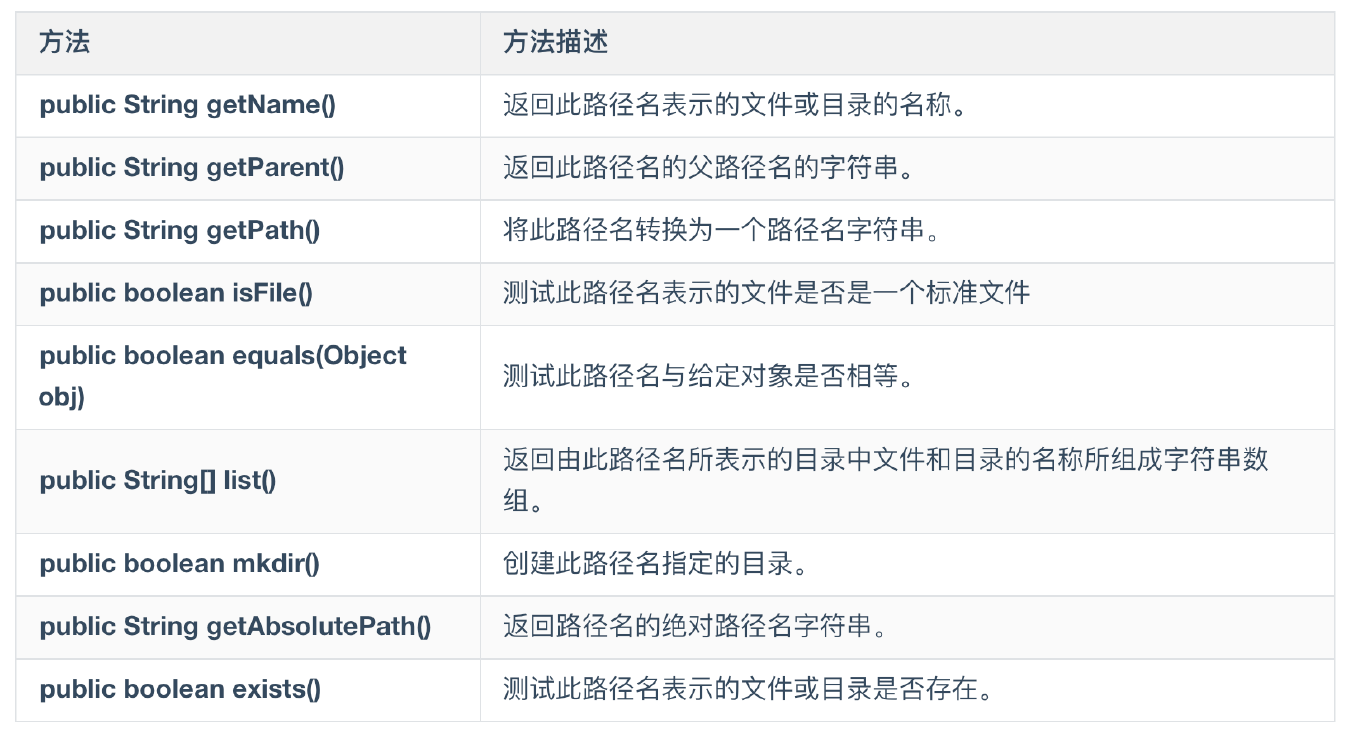 方法
方法描述
public String getName()
返回此路径名表示的文件或目录的名称。
public String getParent()
返回此路径名的父路径名的字符串。
public String getPath()
将此路径名转换为一个路径名字符串。
public boolean isFile()
测试此路径名表示的文件是否是一个标准文件
public boolean equals(Object
obj)
测试此路径名与给定对象是否相等。
public String[] list()
返回由此路径名所表示的目录中文件和目录的名称所组成字符串数
组。
public boolean mkdir()
创建此路径名指定的目录。
public String getAbsolutePath()
返回路径名的绝对路径名字符串。
public boolean exists()
测试此路径名表示的文件或目录是否存在。